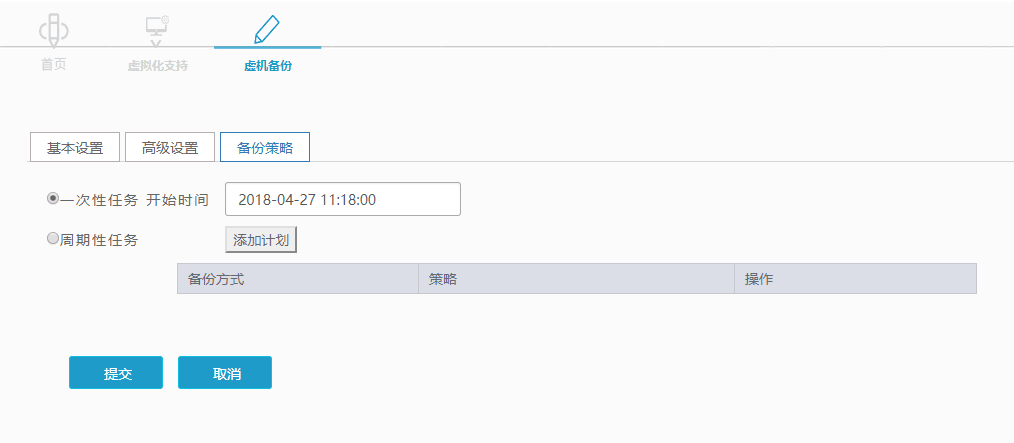 首页 虚拟化支持 虚机备份
基本设置 高级设置 备份策略
一次性任务 开始时间 2018-04-27 11:18:00
周期性任务 添加计划
备份方式 策略 操作
提交 取消